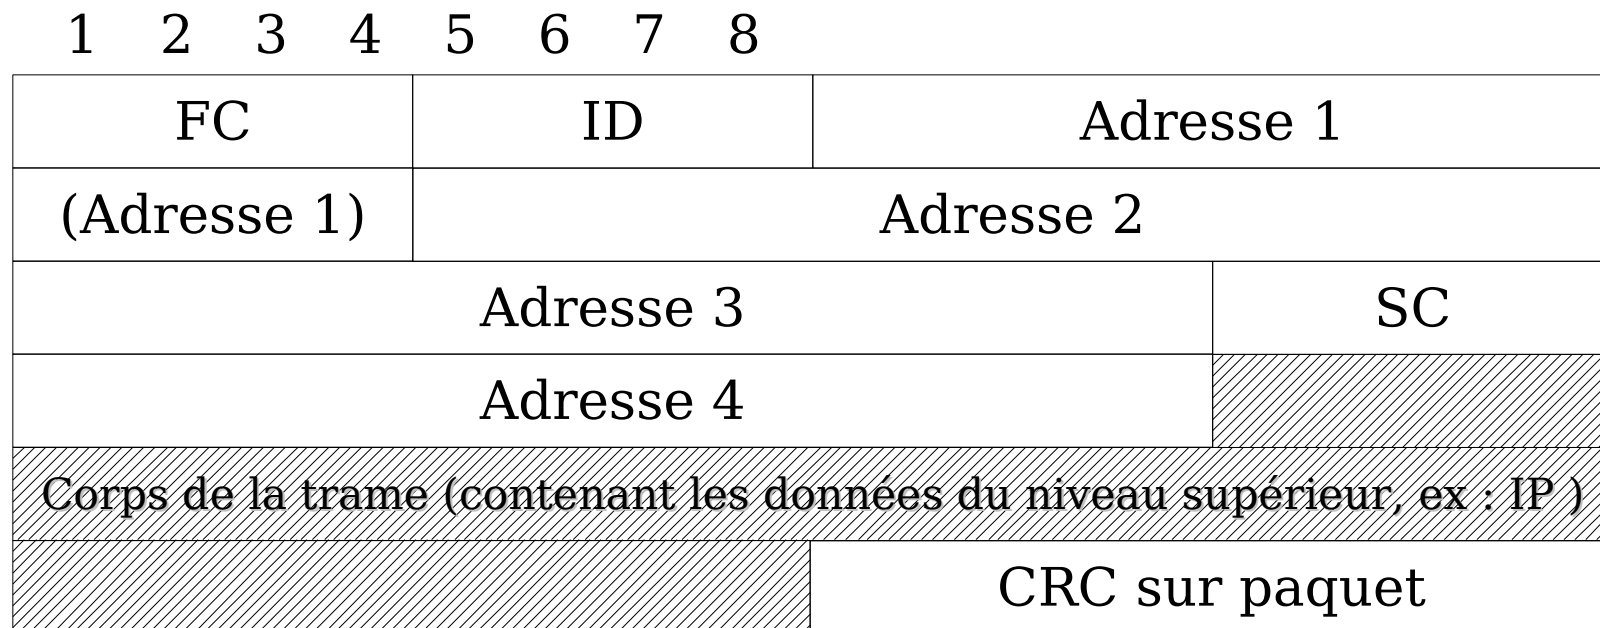 1 2 3 4 5 6 7 8
FC ID Adresse 1
(Adresse 1) Adresse 2
Adresse 3 SC
Adresse 4
Corps de la trame (contenant les données du niveau supérieur, ex : IP )
CRC sur paquet